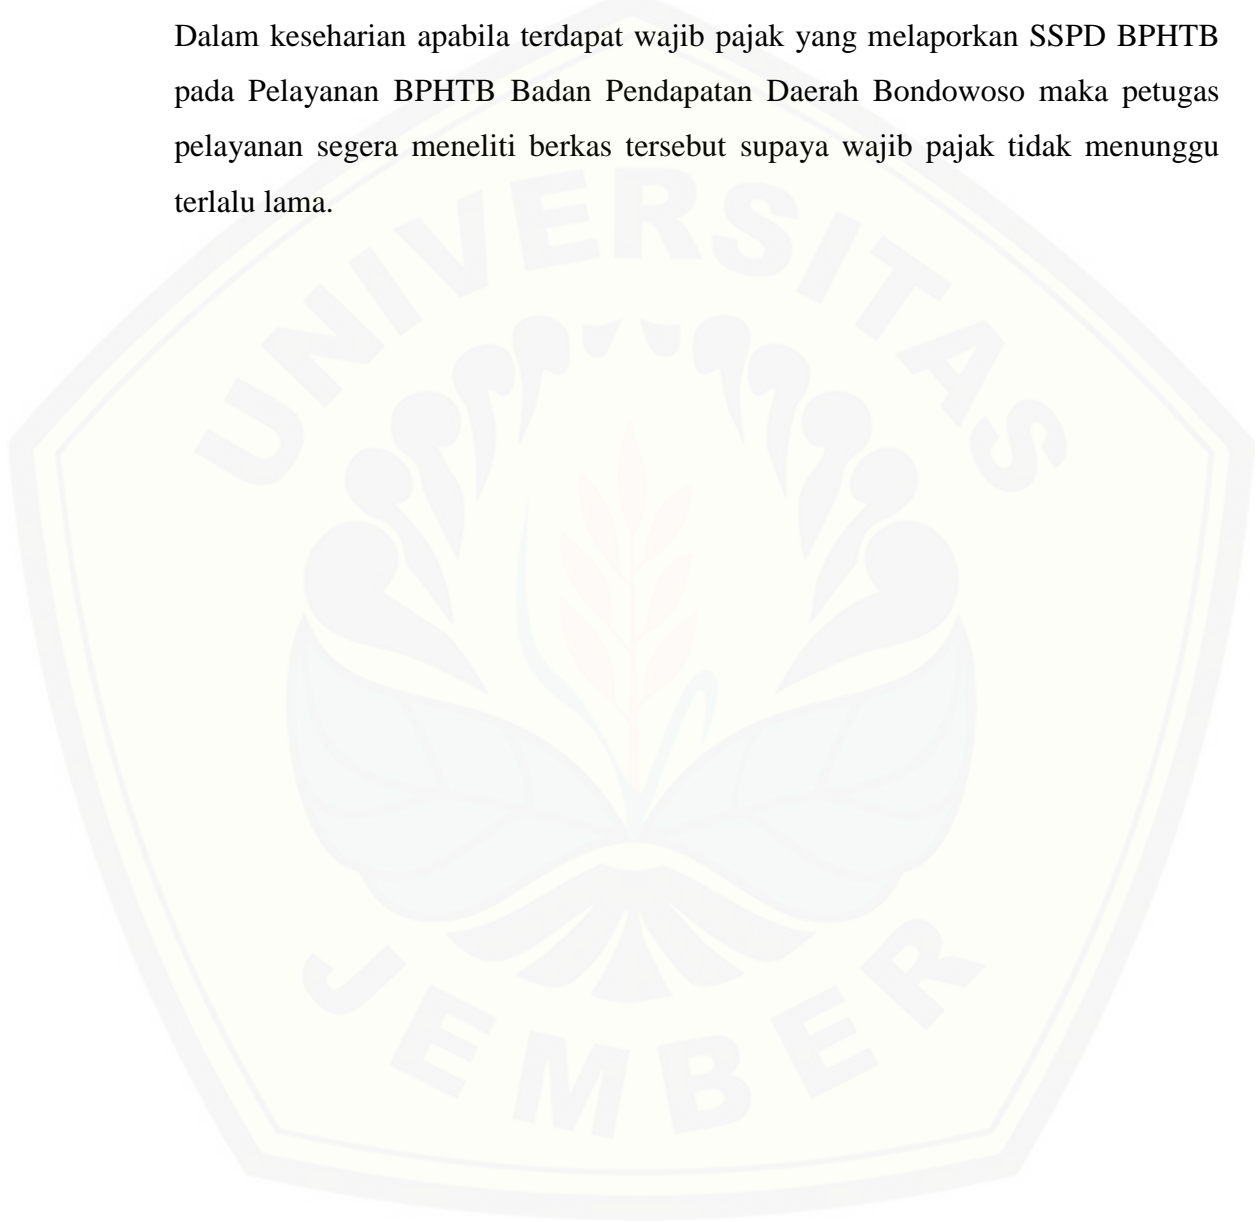 Dalam keseharian apabila terdapat wajib pajak yang melaporkan SSPD BPHTB
pada Pelayanan BPHTB Badan Pendapatan Daerah Bondowoso maka petugas
pelayanan segera meneliti berkas tersebut supaya wajib pajak tidak menunggu
terlalu lama.
UNIVERSITAS
JEMBER